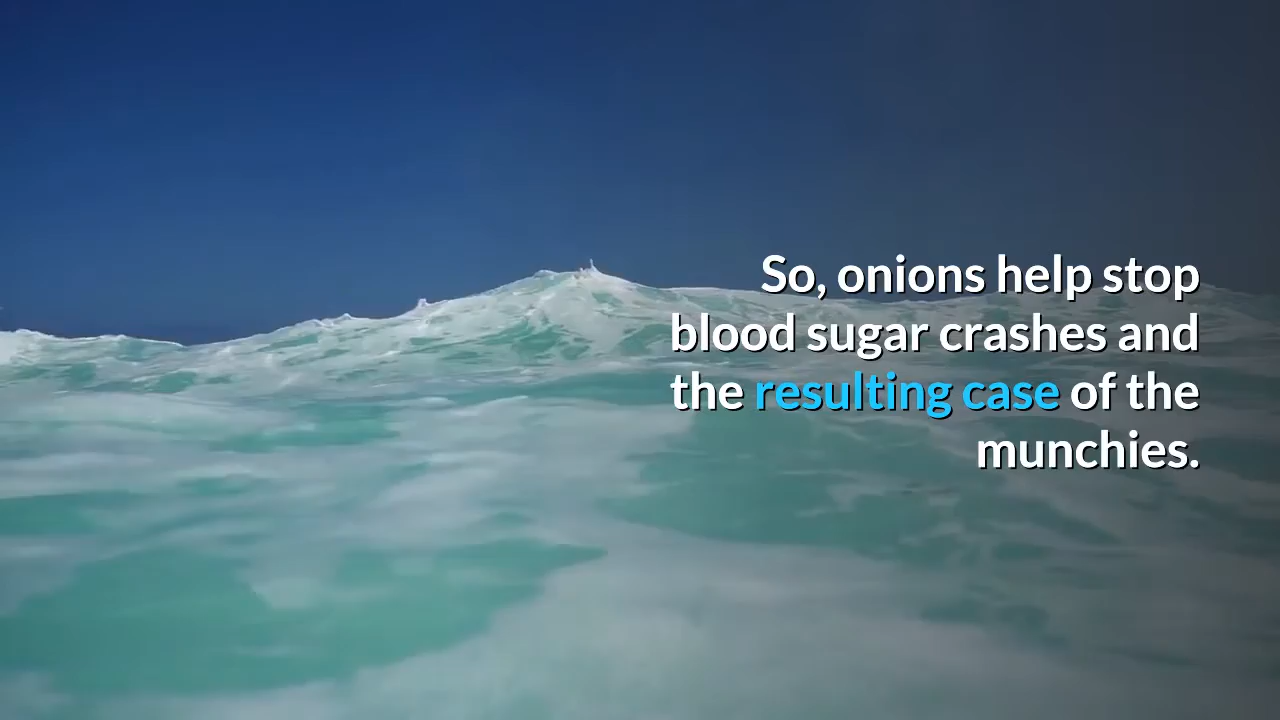 So, onions help stop
blood sugar crashes and
the resulting case of the
munchies.